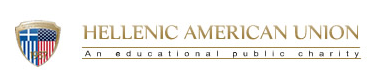 HELLENIC AMERICAN UNION
An educational public charity